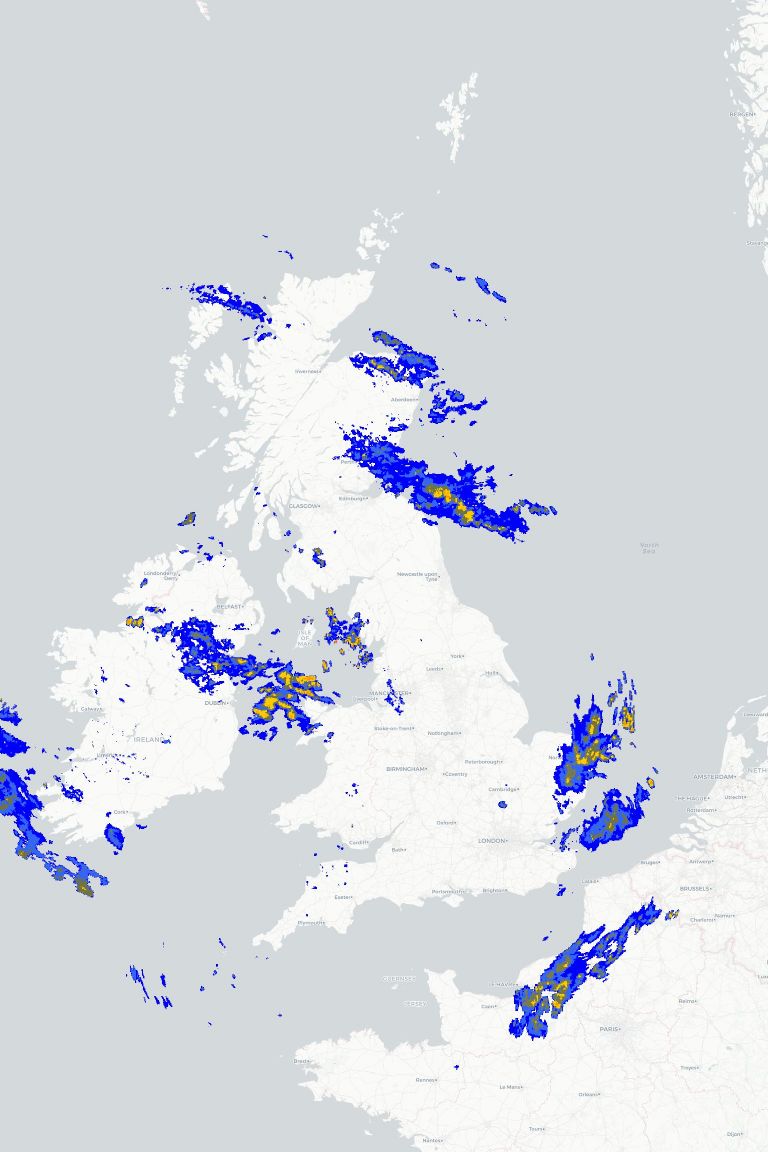 BERGEN
Inverness
Aberdeen
Edinburgh
GLASGOW
North
Sea
Londonderry/
Derry
Newcastle upon
Tyne
BELFAST
ISLE
OF
MAN
York
Leeds
Hull
MANCHESTER
Liverpool
DUBLIN
Galway
Stoke-on-Trent
Nottingham
IRELAND
Limerick
Peterborough
BIRMINGHAM
Coventry
AMSTERDAM
Cambridge
THE HAGUE
Utrecht
Rotterdam
Cork
Oxford
LONDON
Cardiff
Bath
Bruges
Antwerp
Calais
BRUSSELS
Portsmouth
Brighton
Exeter
Charleroi
Namur
Plymouth
GUERNSEY
LE HAVRE
JERSEY
Caen
Reims
PARIS
Brest
Troyes
Rennes
Le Mans
Orléans
Tours
Nantes
Dijon